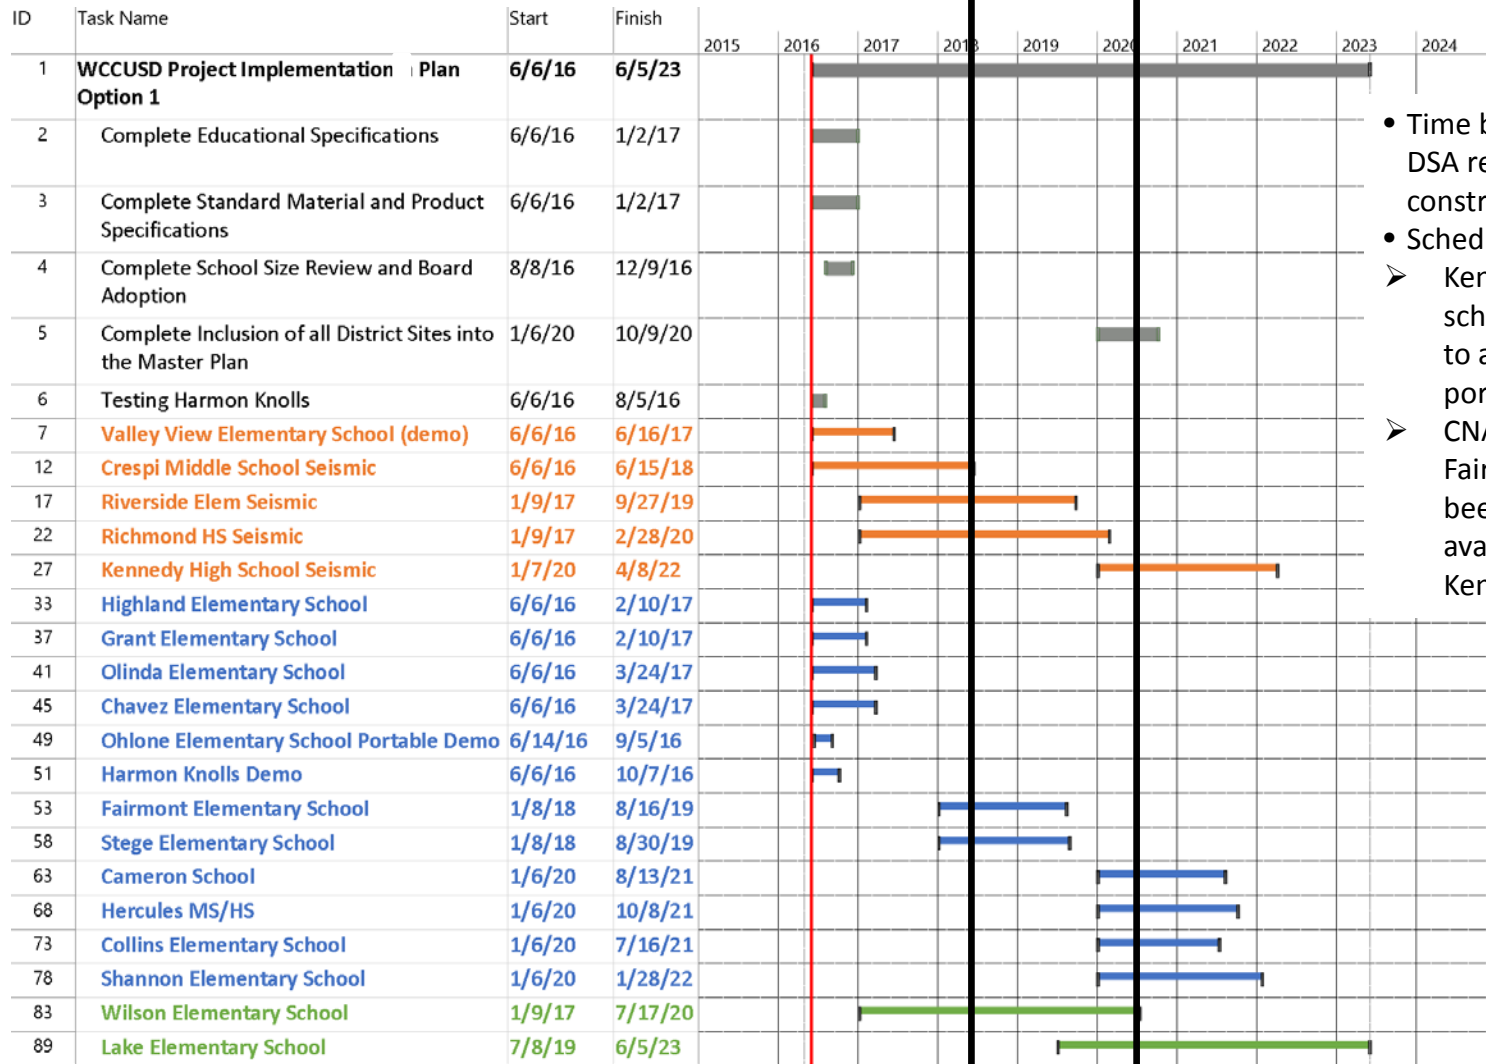 ID Task Name Start Finish
2015 2016 2017 2018 2019 2020 2021 2022 2023 2024
1 WCCUSD Project Implementation Plan 6/6/16 6/5/23
Option 1
2 Complete Educational Specifications 6/6/16 1/2/17
3 Complete Standard Material and Product 6/6/16 1/2/17
Specifications
4 Complete School Size Review and Board 8/8/16 12/9/16
Adoption
5 Complete Inclusion of all District Sites into 1/6/20 10/9/20
the Master Plan
6 Testing Harmon Knolls 6/6/16 8/5/16
7 Valley View Elementary School (demo) 6/6/16 6/16/17
12 Crespi Middle School Seismic 6/6/16 6/15/18
17 Riverside Elem Seismic 1/9/17 9/27/19
22 Richmond HS Seismic 1/9/17 2/28/20
27 Kennedy High School Seismic 1/7/20 4/8/22
33 Highland Elementary School 6/6/16 2/10/17
37 Grant Elementary School 6/6/16 2/10/17
41 Olinda Elementary School 6/6/16 3/24/17
45 Chavez Elementary School 6/6/16 3/24/17
49 Ohlone Elementary School Portable Demo 6/14/16 9/5/16
51 Harmon Knolls Demo 6/6/16 10/7/16
53 Fairmont Elementary School 1/8/18 8/16/19
58 Stege Elementary School 1/8/18 8/30/19
63 Cameron School 1/6/20 8/13/21
68 Hercules MS/HS 1/6/20 10/8/21
73 Collins Elementary School 1/6/20 7/16/21
78 Shannon Elementary School 1/6/20 1/28/22
83 Wilson Elementary School 1/9/17 7/17/20
89 Lake Elementary School 7/8/19 6/5/23
• Time
DSA
• 
➤
to
➤